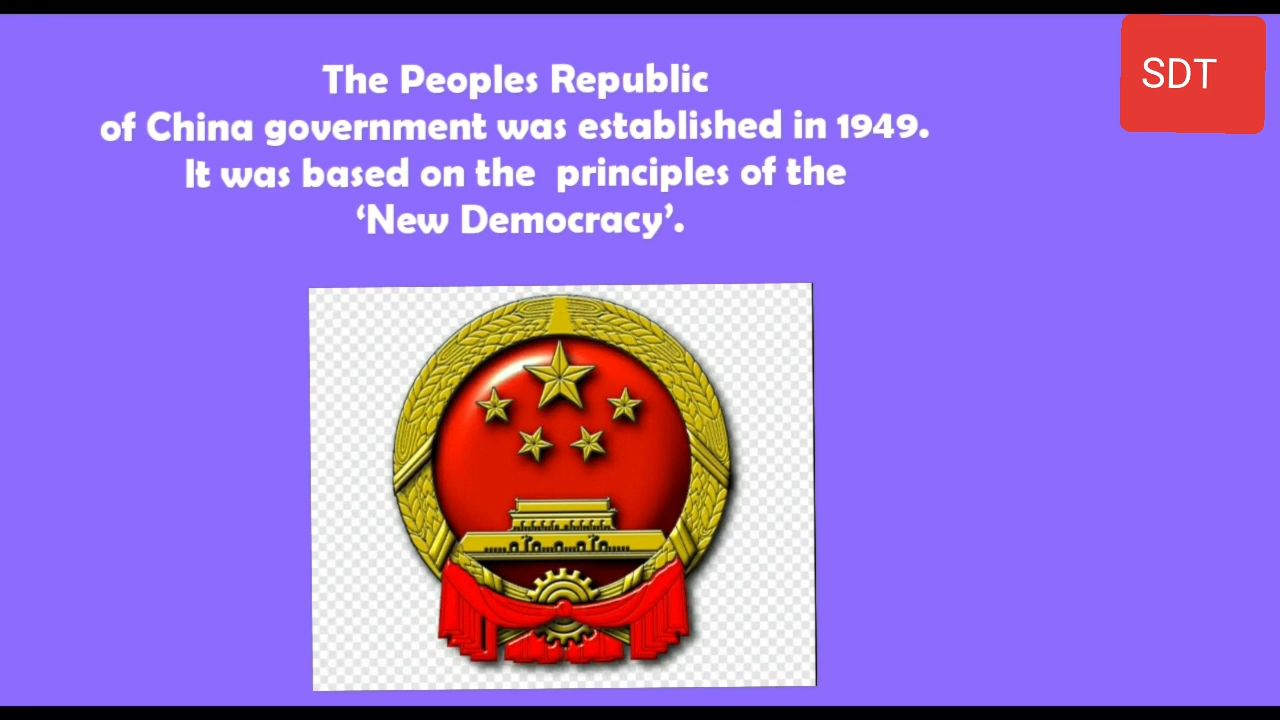 The Peoples Republic
of China government was established in 1949.
It was based on the  principles of the
‘New Democracy’.
SDT